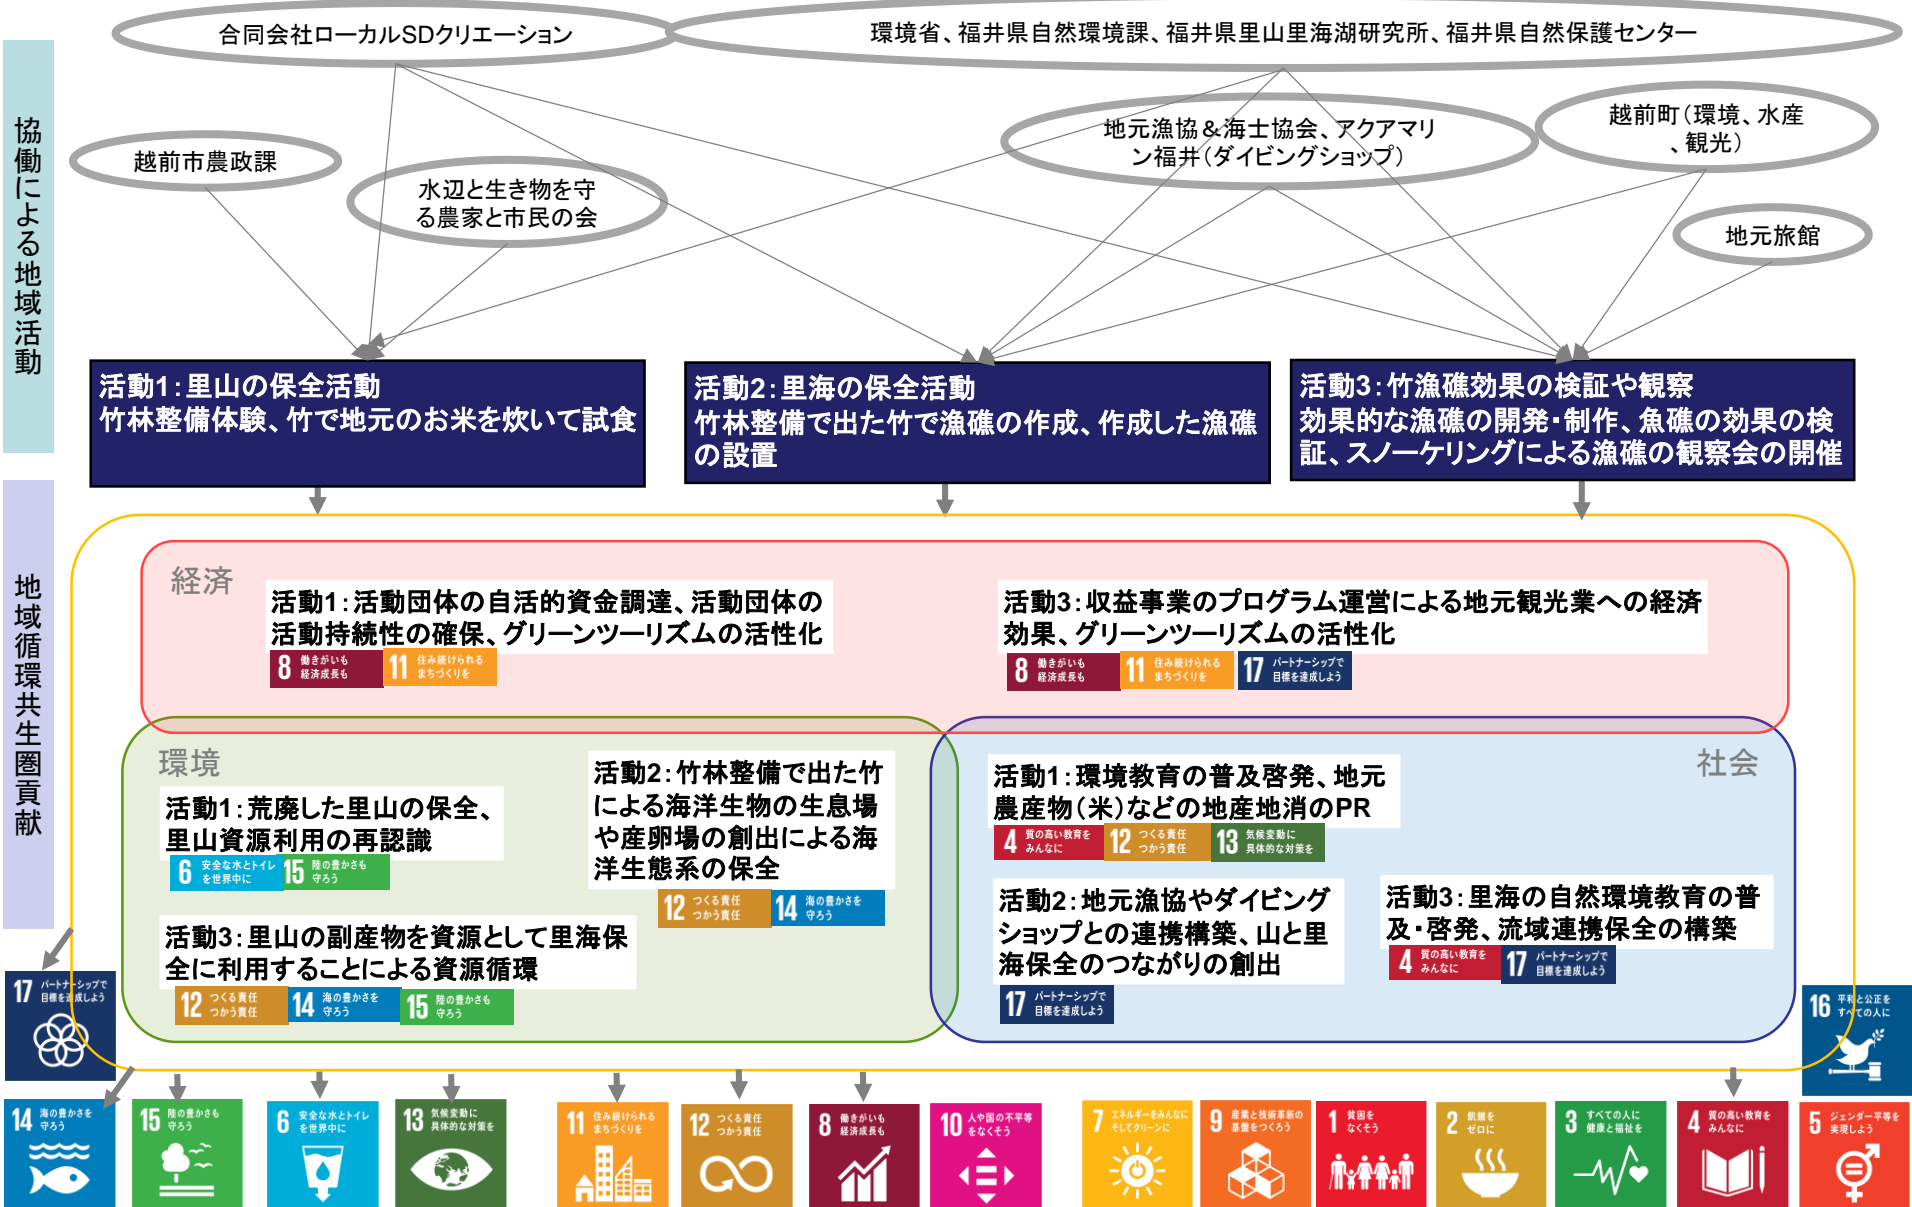 合同会社ローカルSDクリエーション
環境省、福井県自然環境課、福井県里山里海湖研究所、福井県自然保護センター
協働による地域活動
越前市農政課
水辺と生き物を守
る農家と市民の会
地元漁協＆海士協会、アクアマリ
ン福井（ダイビングショップ）
越前町（環境、水産
、観光）
地元旅館
活動1：里山の保全活動
竹林整備体験、竹で地元のお米を炊いて試食
活動2：里海の保全活動
竹林整備で出た竹で漁礁の作成、作成した漁礁
の設置
活動3：竹漁礁効果の検証や観察
効果的な漁礁の開発・制作、魚礁の効果の検
証、スノーケリングによる漁礁の観察会の開催
地域循環共生圏貢献
経済
活動1：活動団体の自活的資金調達、活動団体の
活動持続性の確保、グリーンツーリズムの活性化
8 働きがいも
経済成長も
11 住み続けられる
まちづくりを
活動3：収益事業のプログラム運営による地元観光業への経済
効果、グリーンツーリズムの活性化
8 働きがいも
経済成長も
11 住み続けられる
まちづくりを
17 パートナーシップで
目標を達成しよう
環境
活動1：荒廃した里山の保全、
里山資源利用の再認識
6 安全な水とトイレ
を世界中に
15 陸の豊かさも
守ろう
活動2：竹林整備で出た竹
による海洋生物の生息場
や産卵場の創出による海
洋生態系の保全
12 つくる責任
つかう責任
14 海の豊かさを
守ろう
活動3：里山の副産物を資源として里海保
全に利用することによる資源循環
12 つくる責任
つかう責任
14 海の豊かさを
守ろう
15 陸の豊かさも
守ろう
社会
活動1：環境教育の普及啓発、地元
農産物（米）などの地産地消のPR
4 質の高い教育を
みんなに
12 つくる責任
つかう責任
13 気候変動に
具体的な対策を
活動2：地元漁協やダイビング
ショップとの連携構築、山と里
海保全のつながりの創出
17 パートナーシップで
目標を達成しよう
活動3：里海の自然環境教育の普
及・啓発、流域連携保全の構築
4 質の高い教育を
みんなに
17 パートナーシップで
目標を達成しよう
17 パートナーシップで
目標を達成しよう
16 平和と公正を
すべての人に
14 海の豊かさを
守ろう
15 陸の豊かさも
守ろう
6 安全な水とトイレ
を世界中に
13 気候変動に
具体的な対策を
11 住み続けられる
まちづくりを
12 つくる責任
つかう責任
8 働きがいも
経済成長も
10 人や国の不平等
をなくそう
7 エネルギーをみんなに
そしてクリーンに
9 産業と技術革新の
基盤をつくろう
1 貧困を
なくそう
2 飢餓を
ゼロに
3 すべての人に
健康と福祉を
4 質の高い教育を
みんなに
5 ジェンダー平等を
実現しよう